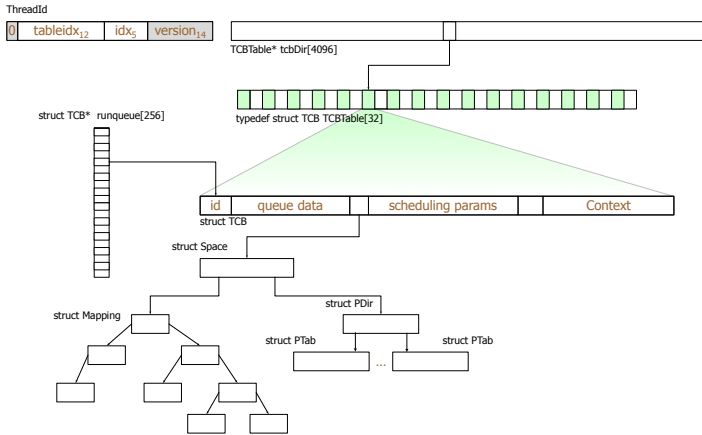 ThreadId
0 tableidx₁₂ idx₅ version₁₄
TCBTable* tcbDir[4096]
typedef struct TCB TCBTable[32]
struct TCB* runqueue[256]
id queue data scheduling params Context
struct TCB
struct Space
struct PDir
struct Mapping
struct PTab struct PTab
...